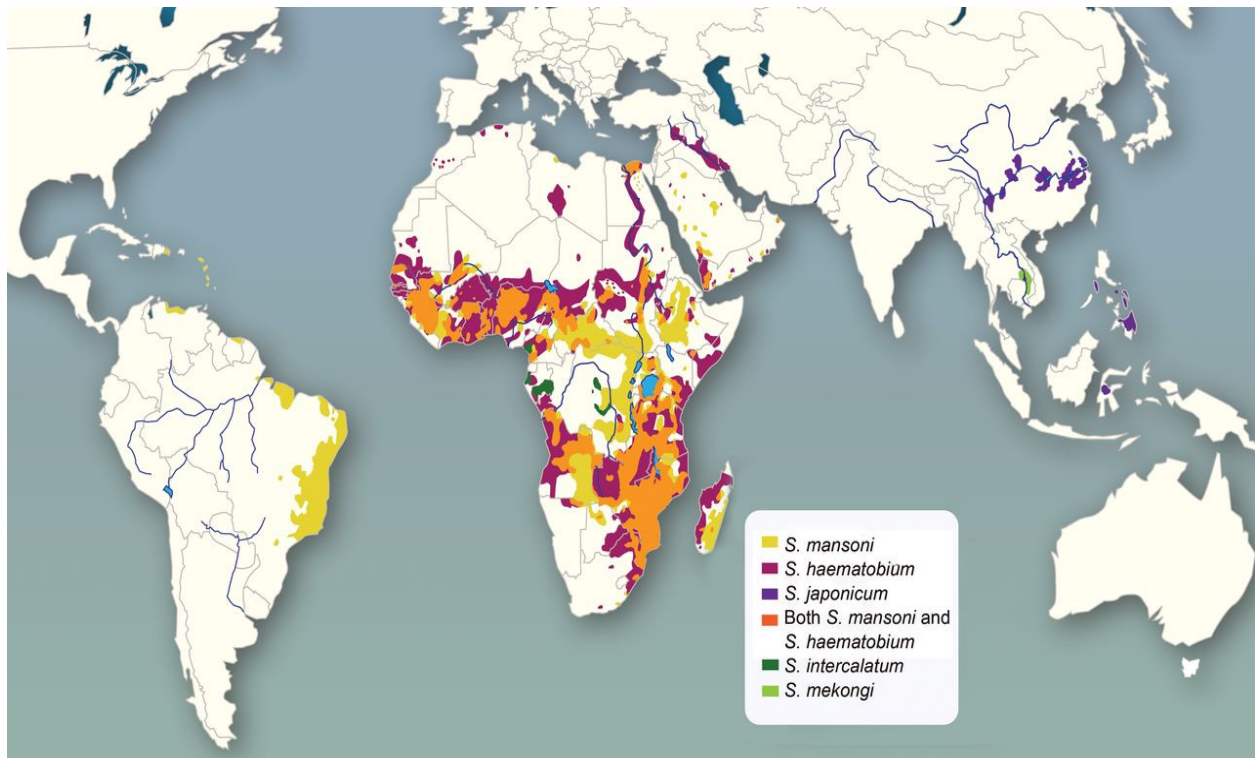 S. mansoni
S. haematobium
S. japonicum
Both S. mansoni and
S. haematobium
S. intercalatum
S. mekongi